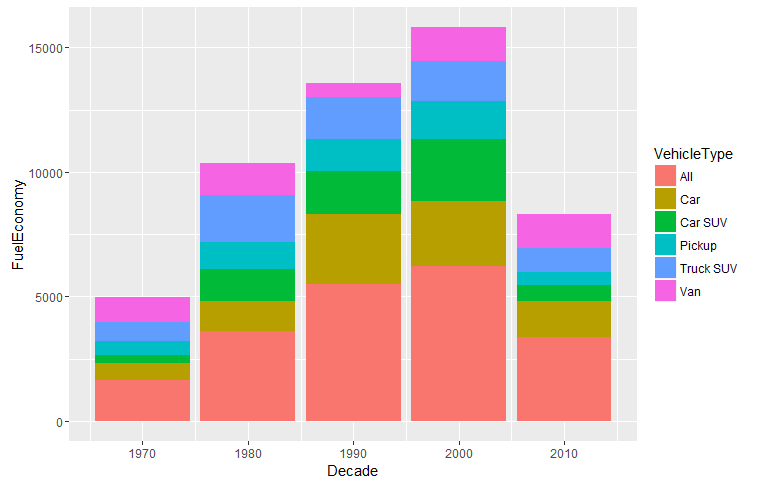 15000
10000
5000
0
FuelEconomy
1970 1980 1990 2000 2010
Decade
VehicleType
All
Car
Car SUV
Pickup
Truck SUV
Van